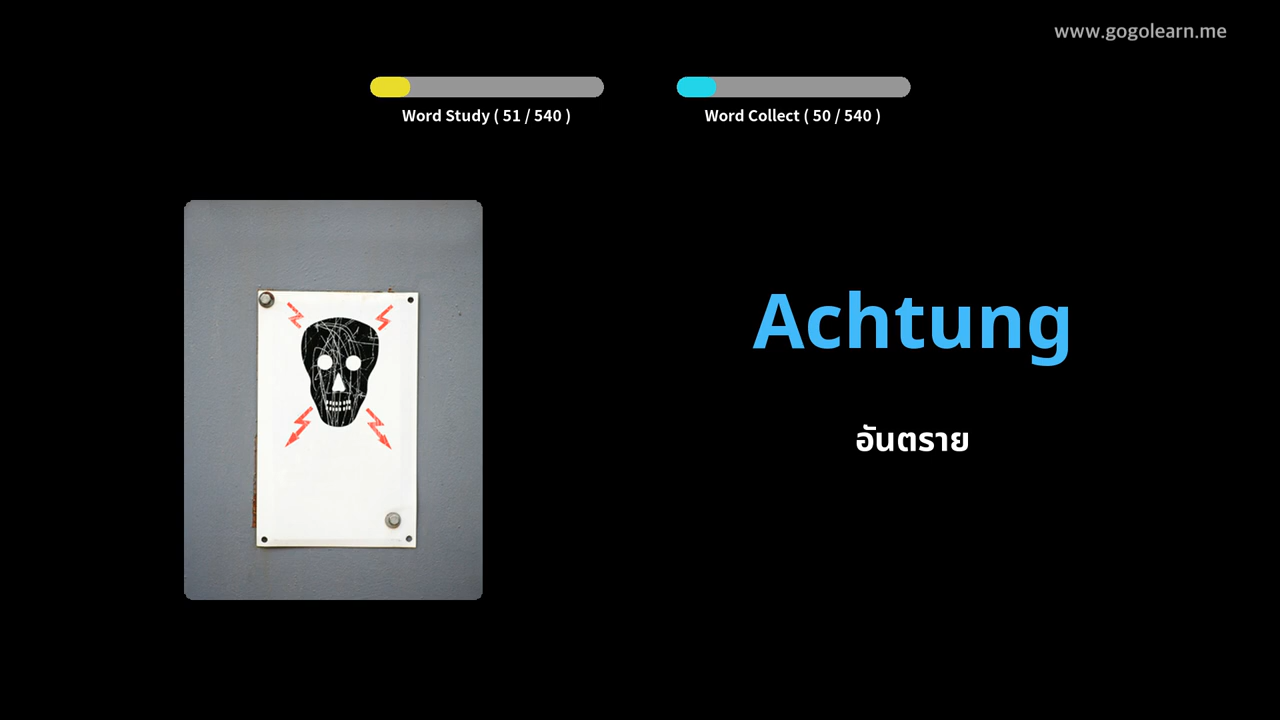 www.gogolearn.me
Word Study ( 51 / 540 )
Word Collect ( 50 / 540 )
Achtung
อันตราย